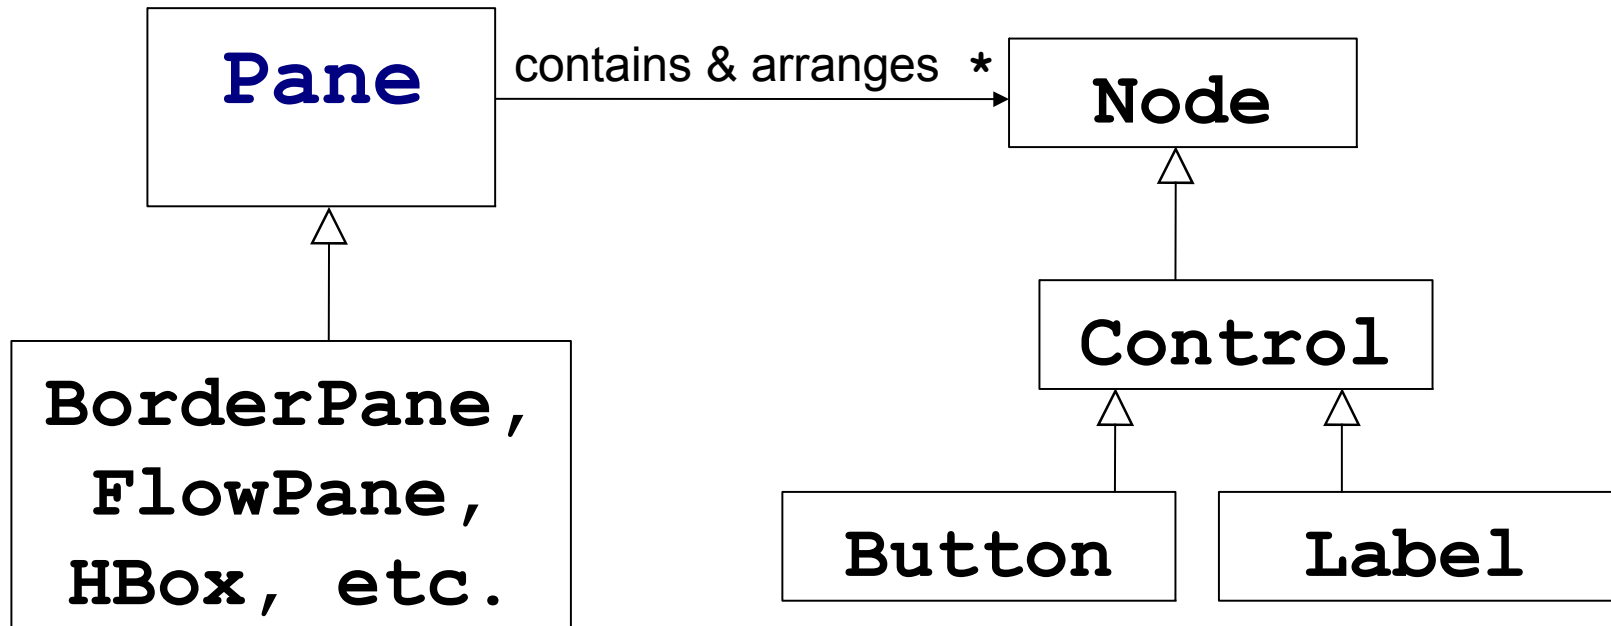 Pane
contains & arranges *
Node
Control
BorderPane,
FlowPane,
HBox, etc.
Button
Label